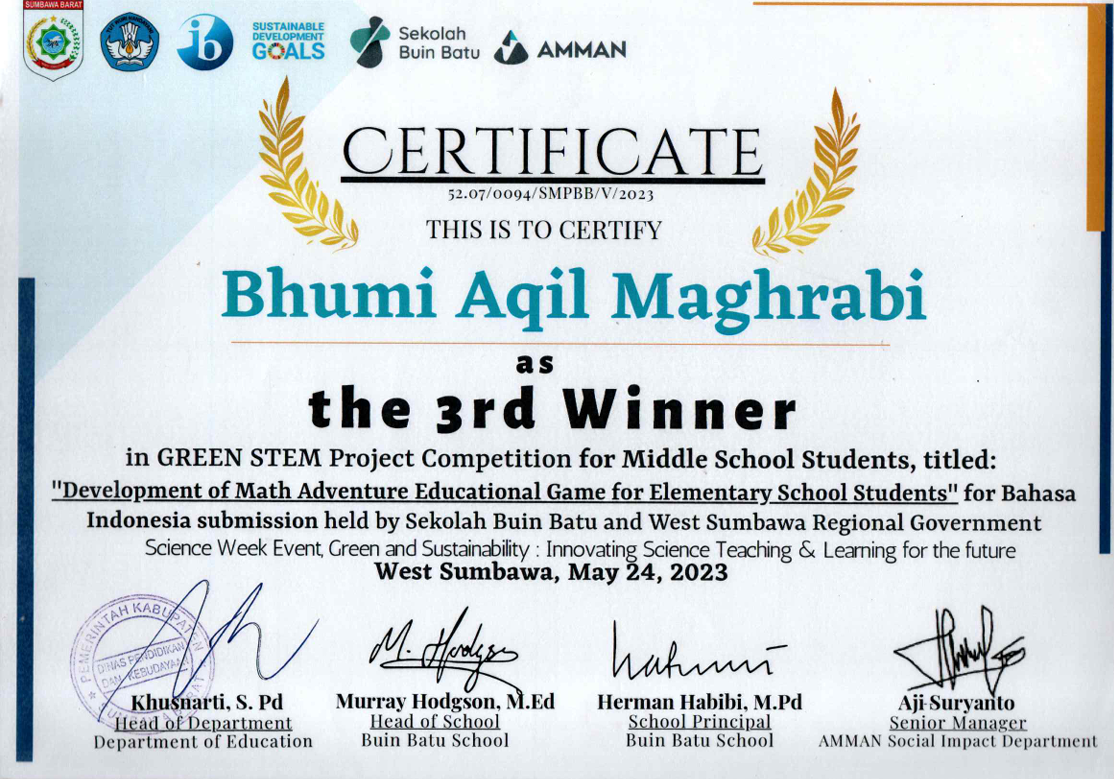 SUMBAWA BARAT
SUSTAINABLE
DEVELOPMENT
GOALS
Sekolah
Buin Batu
AMMAN
CERTIFICATE
52.07/0094/SMPBB/V/2023
THIS IS TO CERTIFY
Bhumi Aqil Maghrabi
as
the 3rd Winner
in GREEN STEM Project Competition for Middle School Students, titled:
"Development of Math Adventure Educational Game for Elementary School Students" for Bahasa
Indonesia submission held by Sekolah Buin Batu and West Sumbawa Regional Government
Science Week Event, Green and Sustainability : Innovating Science Teaching & Learning for the future
West Sumbawa, May 24, 2023
PEMERINTAH KABUPATEN
DINAS PENDIDIKAN
DAN KEBUDAYAAN
M. Hodgson
Khusnarti, S. Pd
Head of Department
Department of Education
Murray Hodgson, M.Ed
Head of School
Buin Batu School
Herman Habibi, M.Pd
School Principal
Buin Batu School
Aji Suryanto
Senior Manager
AMMAN Social Impact Department